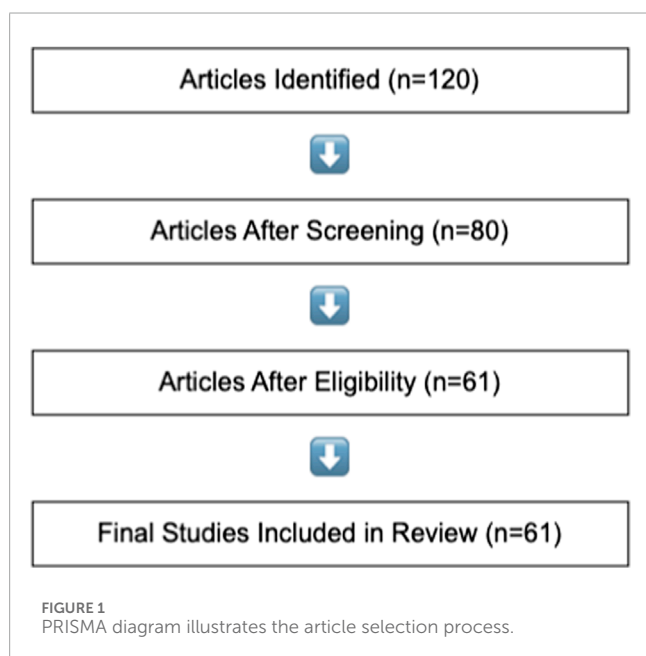 Articles Identified (n=120)
Articles After Screening (n=80)
Articles After Eligibility (n=61)
Final Studies Included in Review (n=61)
FIGURE 1
PRISMA diagram illustrates the article selection process.